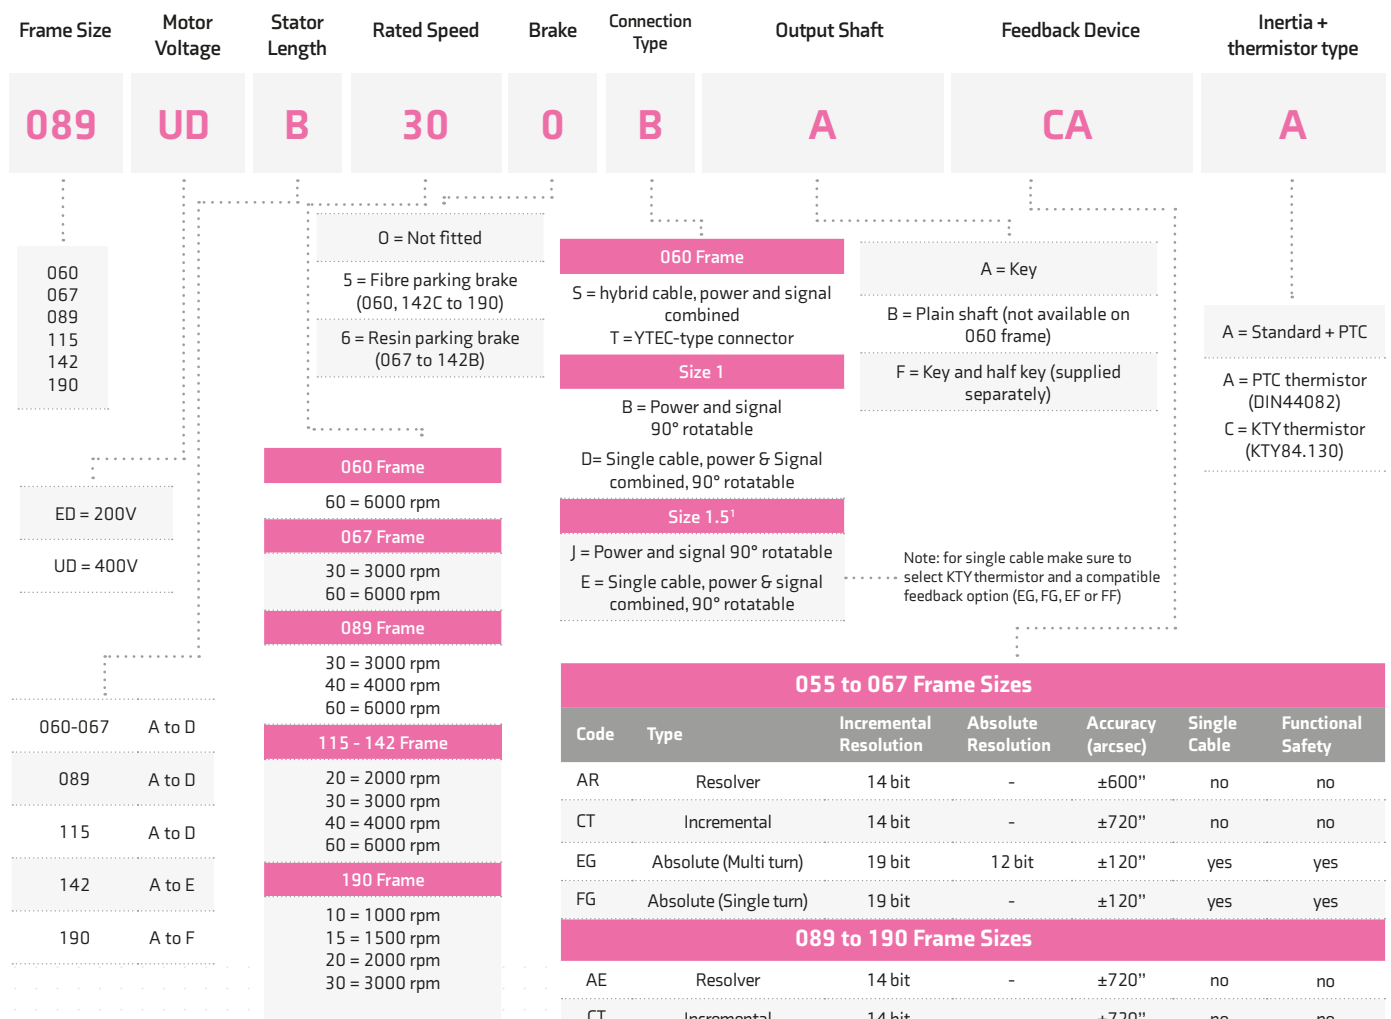 Frame Size
Motor
Voltage
Stator
Length
Rated Speed
Brake
Connection
Type
Output Shaft
Feedback Device
Inertia +
thermistor type
089 UD B 30 0 B A CA A
060
067
089
115
142
190
ED = 200V
UD = 400V
060-067 A to D
089 A to D
115 A to D
142 A to E
190 A to F
0 = Not fitted
5 = Fibre parking brake
(060, 142C to 190)
6 = Resin parking brake
(067 to 142B)
060 Frame
60 = 6000 rpm
067 Frame
30 = 3000 rpm
60 = 6000 rpm
089 Frame
30 = 3000 rpm
40 = 4000 rpm
60 = 6000 rpm
115 - 142 Frame
20 = 2000 rpm
30 = 3000 rpm
40 = 4000 rpm
60 = 6000 rpm
190 Frame
10 = 1000 rpm
15 = 1500 rpm
20 = 2000 rpm
30 = 3000 rpm
060 Frame
S = hybrid cable, power and signal
combined
T = YTEC-type connector
Size 1
B = Power and signal
90° rotatable
D= Single cable, power & Signal
combined, 90° rotatable
Size 1.5¹
J = Power and signal 90° rotatable
E = Single cable, power & signal
combined, 90° rotatable
A = Key
B = Plain shaft (not available on
060 frame)
F = Key and half key (supplied
separately)
Note: for single cable make sure to
select KTY thermistor and a compatible
feedback option (EG, FG, EF or FF)
A = Standard + PTC
A = PTC thermistor
(DIN44082)
C = KTY thermistor
(KTY84.130)
055 to 067 Frame Sizes
Code Type Incremental Resolution Absolute Resolution Accuracy (arcsec) Single Cable Functional Safety
AR Resolver 14 bit - ±600’’ no no
CT Incremental 14 bit - ±720’’ no no
EG Absolute (Multi turn) 19 bit 12 bit ±120’’ yes yes
FG Absolute (Single turn) 19 bit - ±120’’ yes yes
089 to 190 Frame Sizes
AE Resolver 14 bit - ±720’’ no no
CT Incremental 14 bit - ±720’’ no no